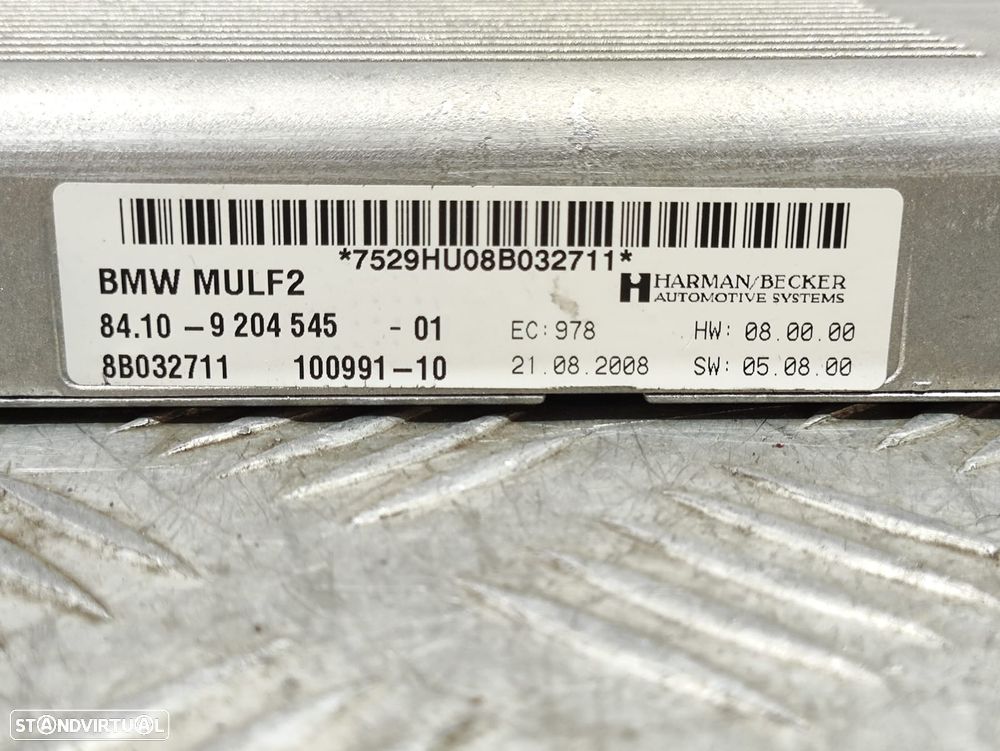 *7529HU08B032711*
BMW MULF2
HARMAN/BECKER
AUTOMOTIVE SYSTEMS
84.10 - 9 204 545 - 01 EC: 978 HW: 08.00.00
8B032711 100991-10 21.08.2008 SW: 05.08.00
STANDVIRTUAL